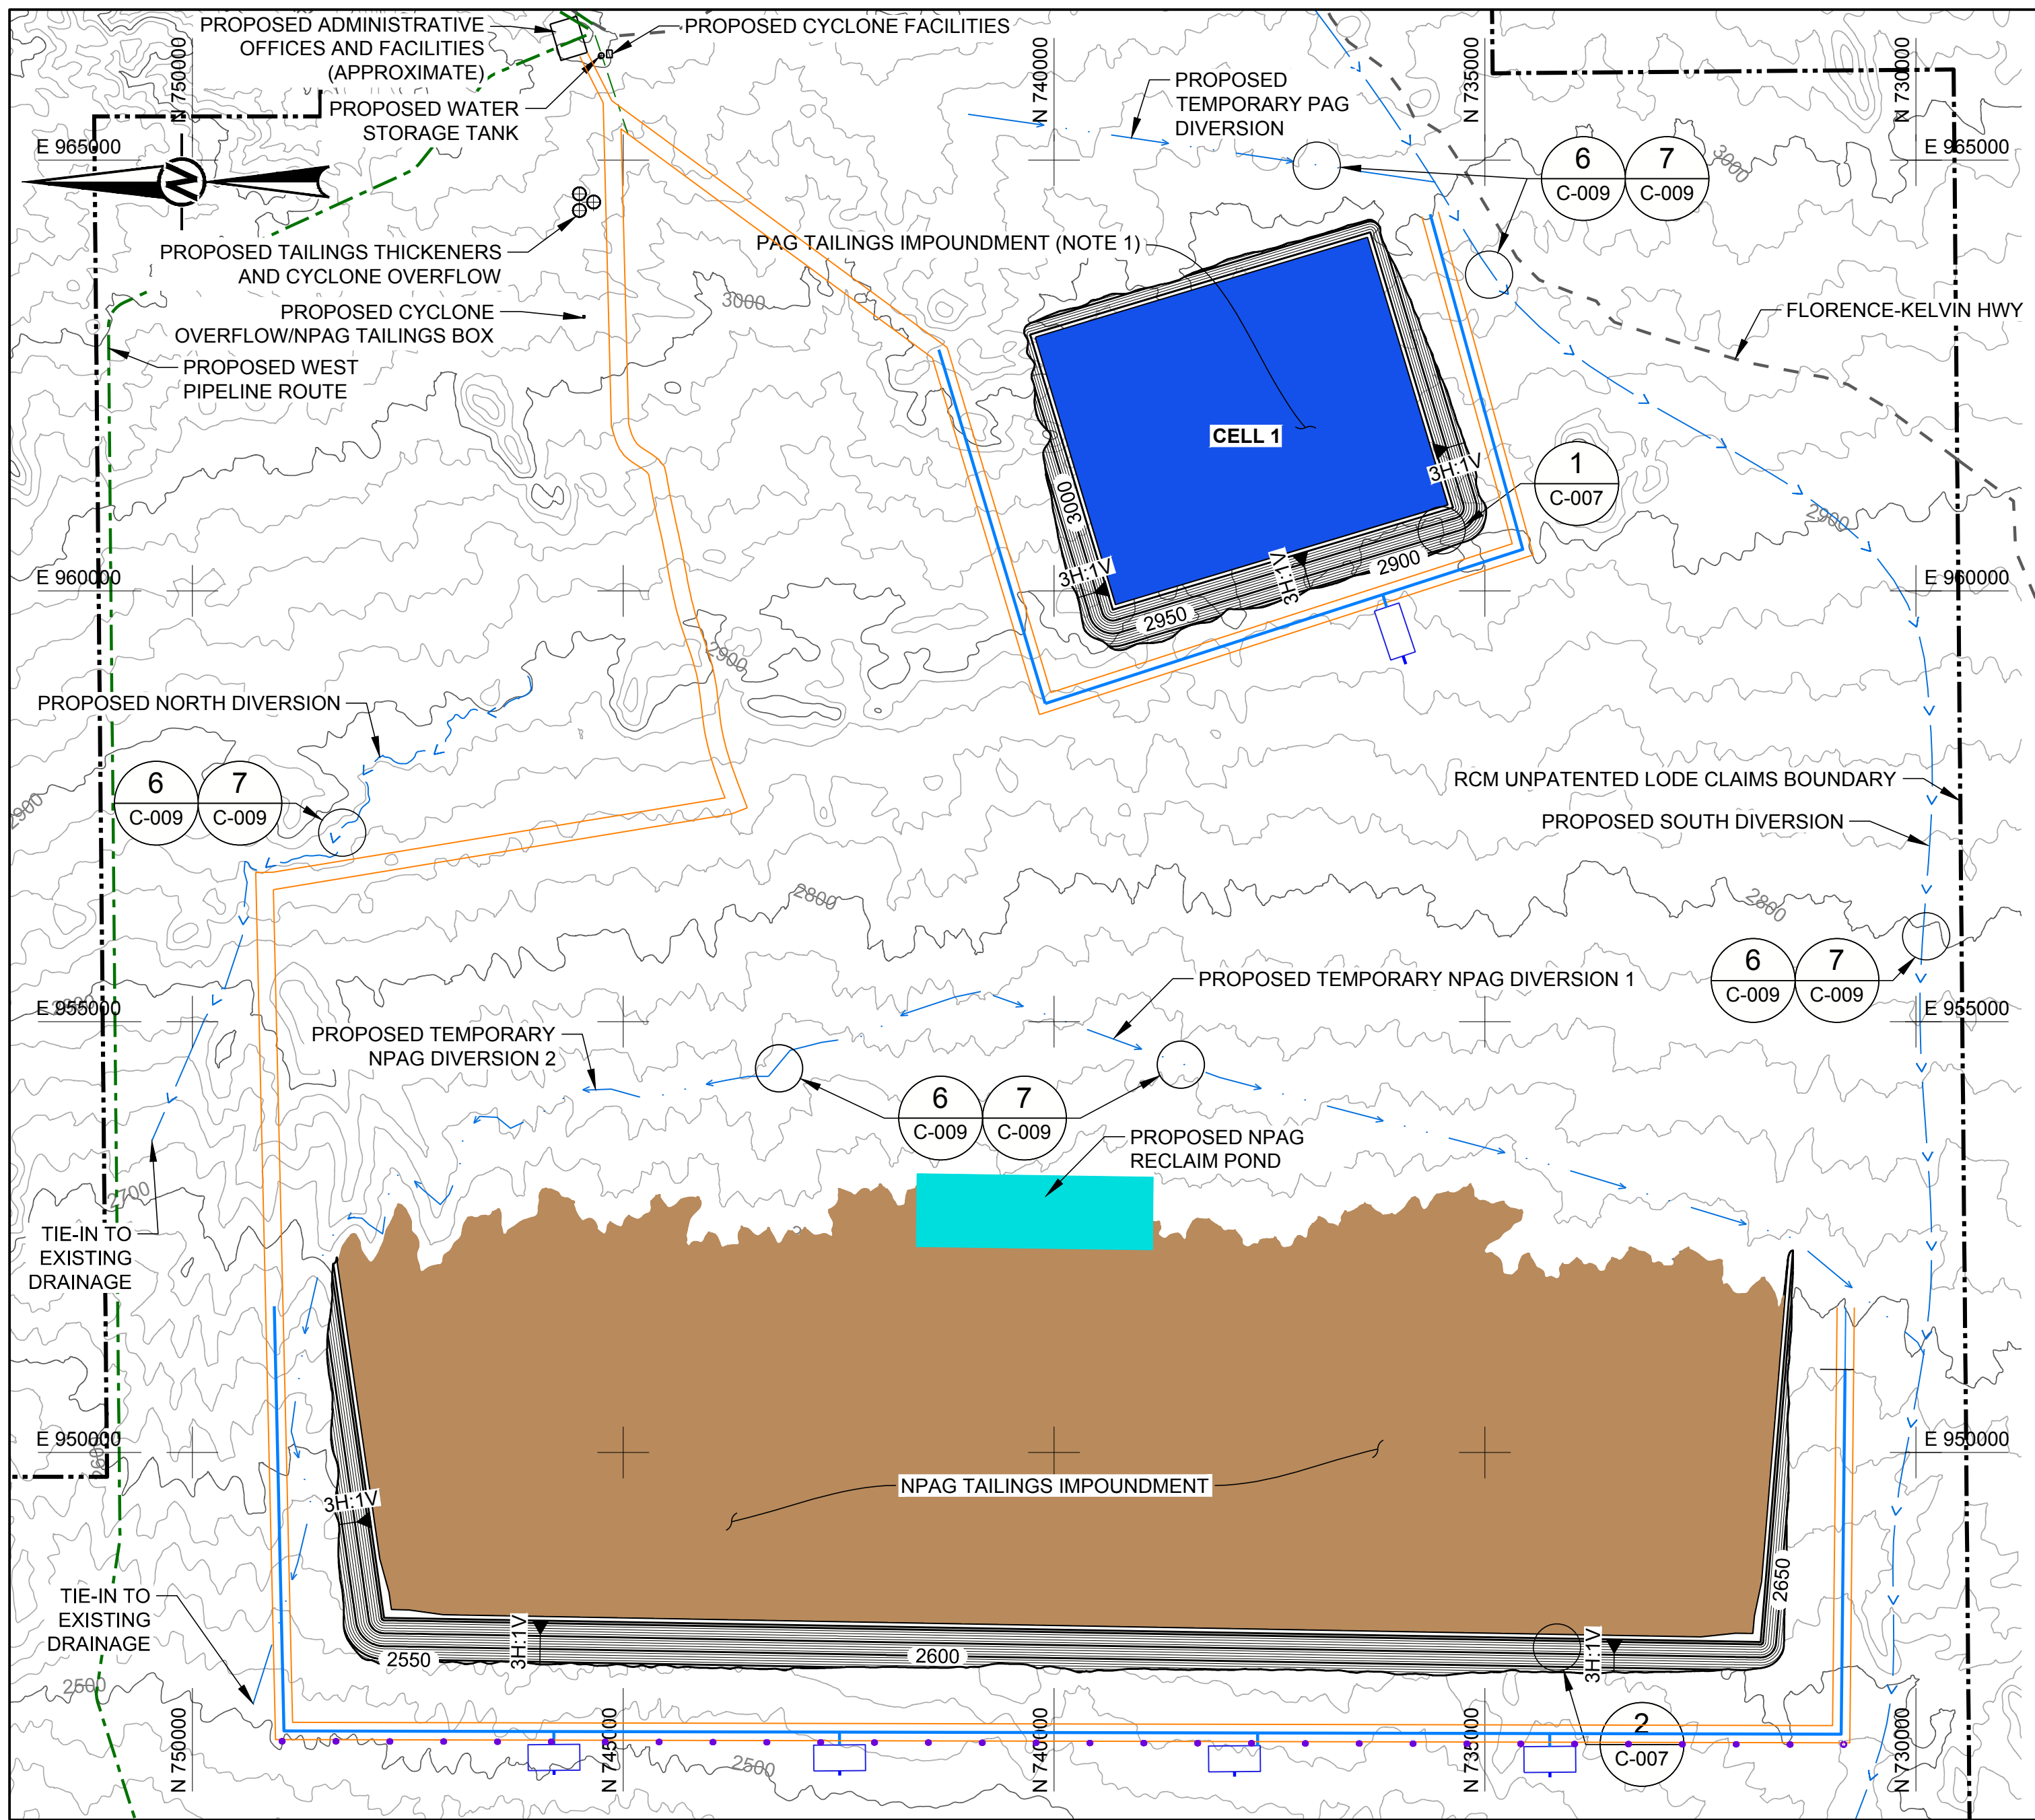 PROPOSED ADMINISTRATIVE
OFFICES AND FACILITIES
(APPROXIMATE)
PROPOSED CYCLONE FACILITIES
PROPOSED WATER
STORAGE TANK
N 750000
N 740000
N 735000
N 730000
PROPOSED
TEMPORARY PAG
DIVERSION
E 965000
E 965000
N
6
C-009
7
C-009
3000
PROPOSED TAILINGS THICKENERS
AND CYCLONE OVERFLOW
PAG TAILINGS IMPOUNDMENT (NOTE 1)
3000
PROPOSED CYCLONE
OVERFLOW/NPAG TAILINGS BOX
FLORENCE-KELVIN HWY
PROPOSED WEST
PIPELINE ROUTE
CELL 1
3H:1V
1
C-007
3000
2900
3H:1V
3H:1V
2900
2950
E 960000
E 960000
2900
PROPOSED NORTH DIVERSION
6
C-009
7
C-009
2900
RCM UNPATENTED LODE CLAIMS BOUNDARY
PROPOSED SOUTH DIVERSION
2800
2800
6
C-009
7
C-009
PROPOSED TEMPORARY NPAG DIVERSION 1
E 955000
E 955000
PROPOSED TEMPORARY
NPAG DIVERSION 2
6
C-009
7
C-009
PROPOSED NPAG
RECLAIM POND
2700
TIE-IN TO
EXISTING
DRAINAGE
E 950000
E 950000
NPAG TAILINGS IMPOUNDMENT
3H:1V
2650
TIE-IN TO
EXISTING
DRAINAGE
2550
3H:1V
2600
3H:1V
2500
2
C-007
2500
N 750000
N 745000
N 740000
N 735000
N 730000